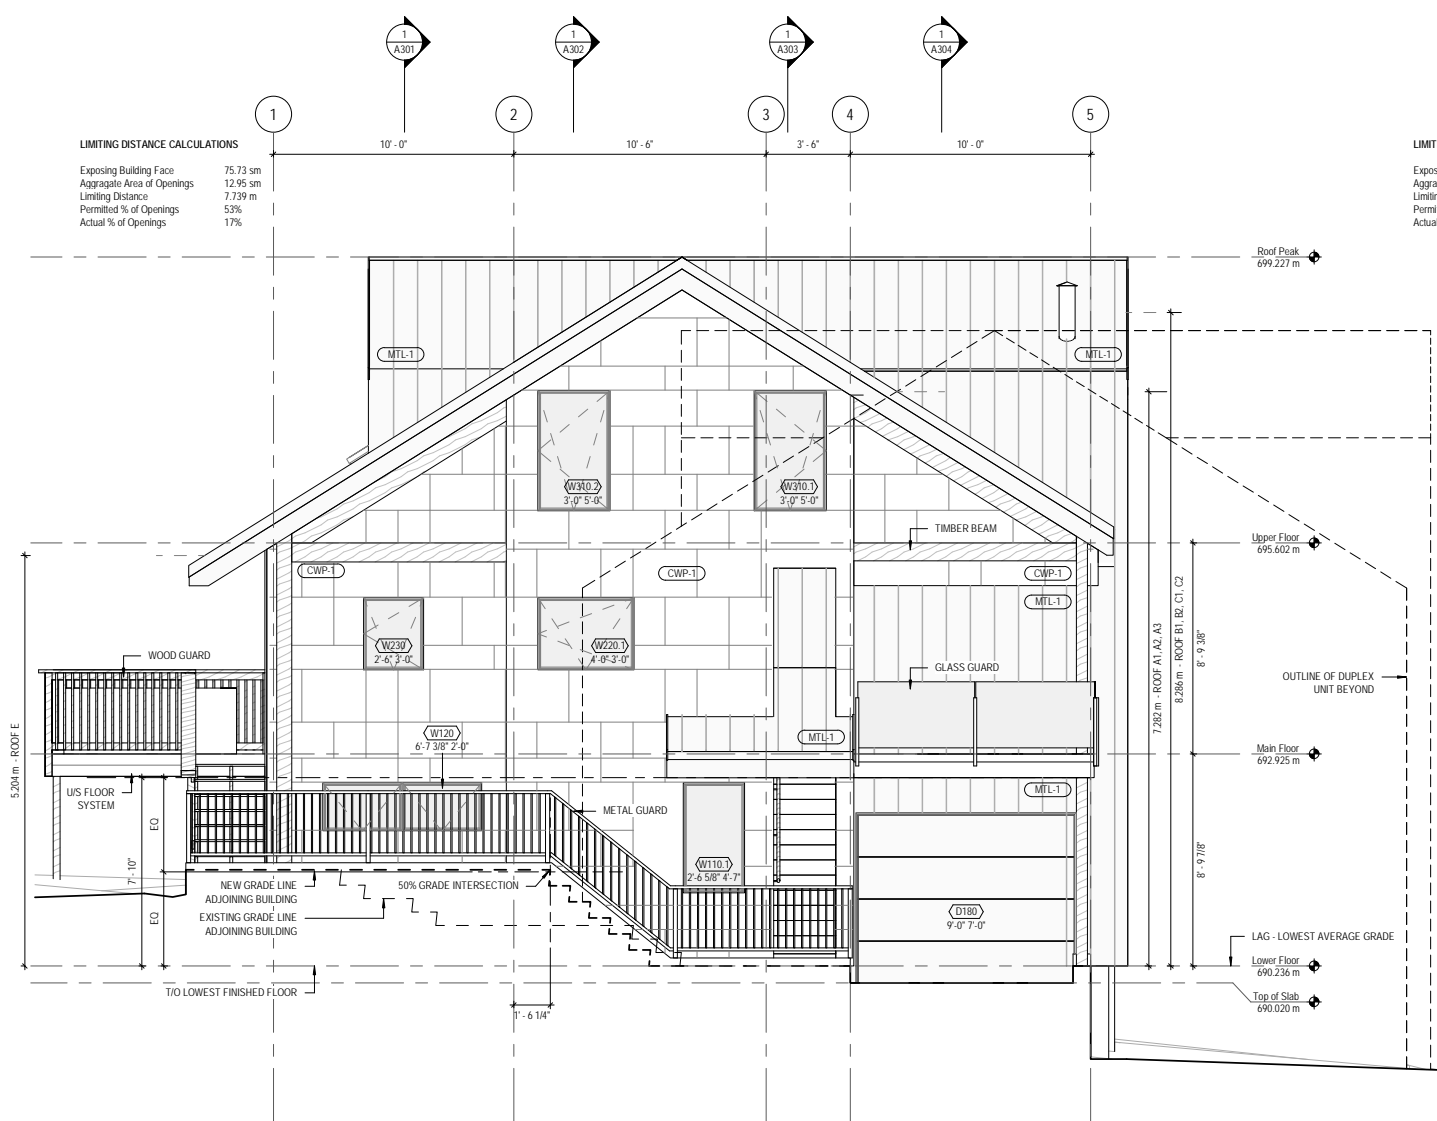 1
A301
1
A302
1
A303
1
A304
1
2
3
4
5
10' - 0"
10' - 6"
3' - 6"
10' - 0"
LIMITING DISTANCE CALCULATIONS
Exposing Building Face 75.73 sm
Aggragate Area of Openings 12.95 sm
Limiting Distance 7.739 m
Permitted % of Openings 53%
Actual % of Openings 17%
LIMIT
Expos
Aggra
Limitin
Permi
Actual
Roof Peak
699.227 m
MTL-1
MTL-1
W310.2
3'-0" 5'-0"
W310.1
3'-0" 5'-0"
TIMBER BEAM
Upper Floor
695.602 m
CWP-1
CWP-1
CWP-1
MTL-1
W230
2'-6" 3'-0"
W220.1
4'-0" 3'-0"
WOOD GUARD
GLASS GUARD
OUTLINE OF DUPLEX
UNIT BEYOND
7.282 m - ROOF A1, A2, A3
8.286 m - ROOF B1, B2, C1, C2
8' - 9 3/8"
5.204 m - ROOF E
W120
6'-7 3/8" 2'-0"
MTL-1
Main Floor
692.925 m
U/S FLOOR
SYSTEM
MTL-1
METAL GUARD
EQ
7' - 10"
EQ
8' - 9 7/8"
W110.1
2'-6 5/8" 4'-7"
NEW GRADE LINE
ADJOINING BUILDING
50% GRADE INTERSECTION
EXISTING GRADE LINE
ADJOINING BUILDING
D180
9'-0" 7'-0"
LAG - LOWEST AVERAGE GRADE
Lower Floor
690.236 m
T/O LOWEST FINISHED FLOOR
Top of Slab
690.020 m
1' - 6 1/4"